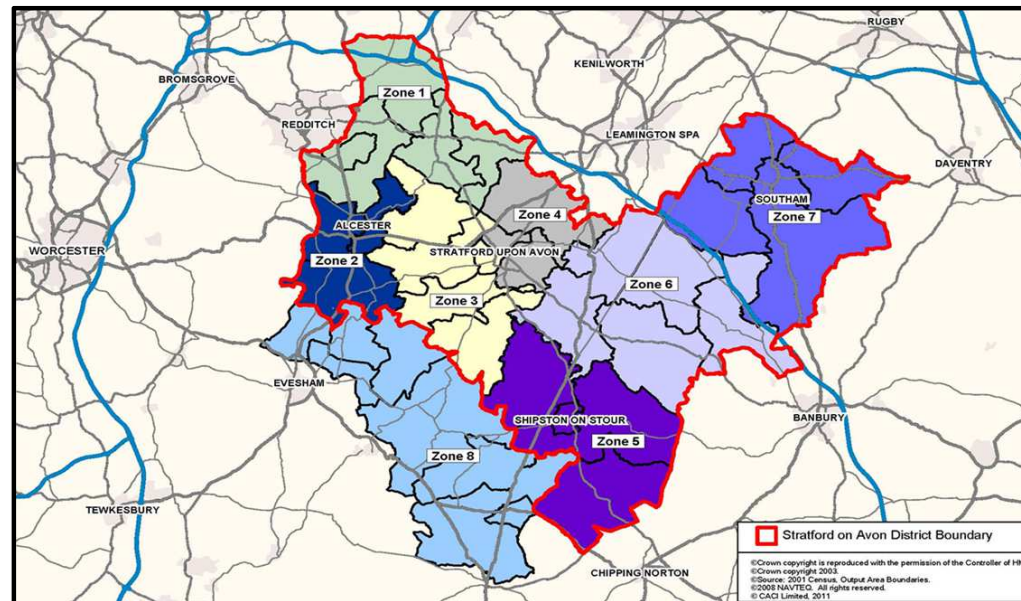 RUGBY
KENILWORTH
BROMSGROVE
Zone 1
REDDITCH
LEAMINGTON SPA
DAVENTRY
SOUTHAM
Zone 4
Zone 7
ALCESTER
WORCESTER
STRATFORD UPON AVON
Zone 2
Zone 6
Zone 3
EVESHAM
BANBURY
SHIPSTON ON STOUR
Zone 5
Zone 8
TEWKESBURY
CHIPPING NORTON
Stratford on Avon District Boundary
©Crown copyright is reproduced with the permission of the Controller of HM
©Crown copyright 2003.
©Source: 2001 Census, Output Area Boundaries.
©2008 NAVTEQ. All rights reserved.
© CACI Limited, 2011